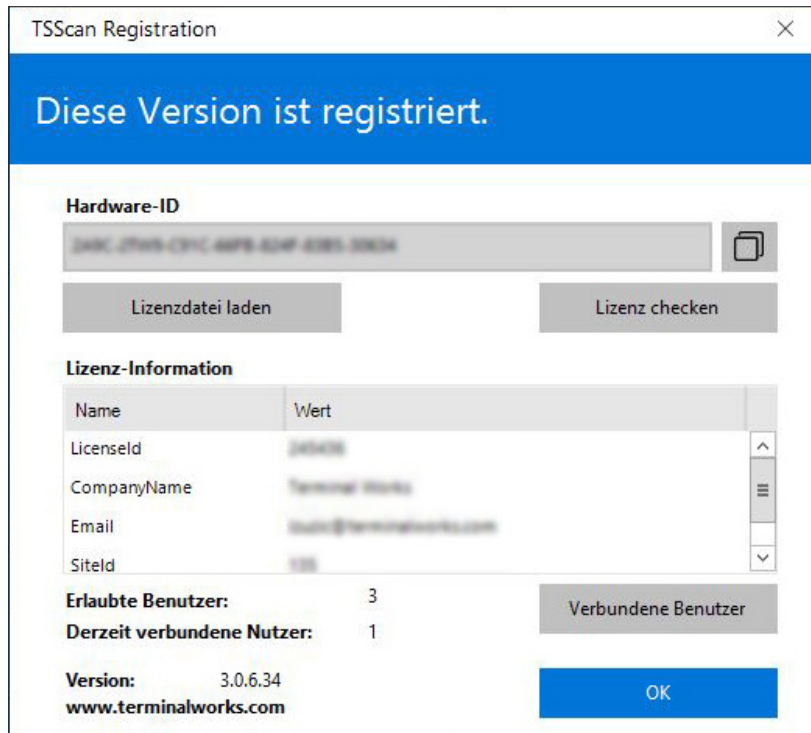 TSScan Registration
Diese Version ist registriert.
Hardware-ID
Lizenzdatei laden
Lizenz checken
Lizenz-Information
Name Wert
LicenseId
CompanyName
Email
SiteId
Erlaubte Benutzer: 3
Verbundene Benutzer
Derzeit verbundene Nutzer: 1
Version: 3.0.6.34
www.terminalworks.com
OK